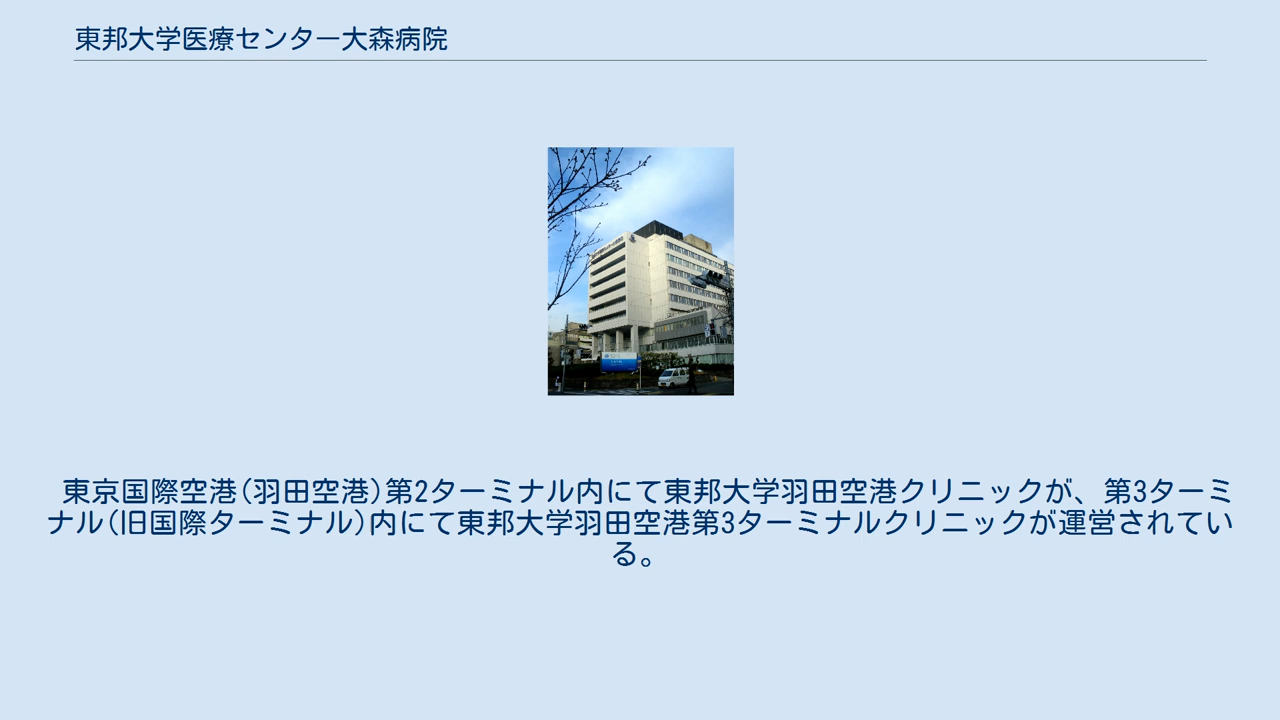 東邦大学医療センター大森病院
東京国際空港(羽田空港)第2ターミナル内にて東邦大学羽田空港クリニックが、第3ターミ
ナル(旧国際ターミナル)内にて東邦大学羽田空港第3ターミナルクリニックが運営されてい
る。